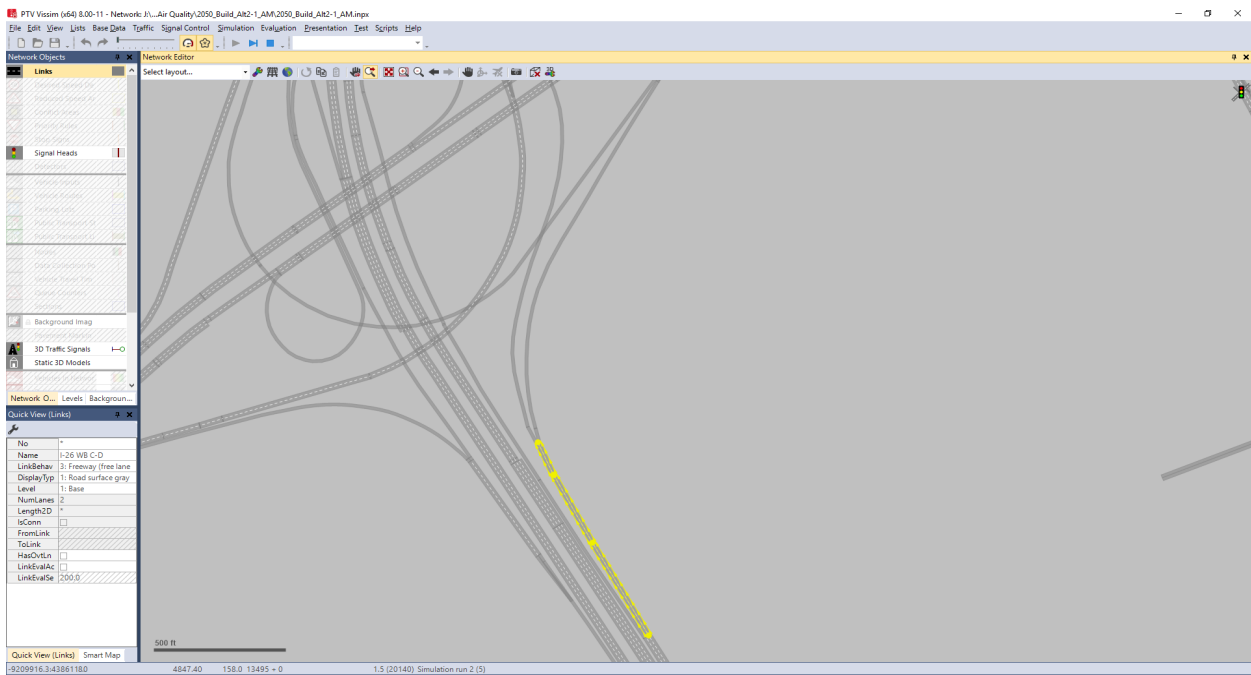 PTV Vissim (x64) 8.00-11 - Network: J:\...Air Quality\2050_Build_Alt2-1_AM\2050_Build_Alt2-1_AM.inpx
File Edit View Lists Base Data Traffic Signal Control Simulation Evaluation Presentation Test Scripts Help
Network Objects
Links
Signal Heads
Background Imag
3D Traffic Signals
Static 3D Models
Network O... Levels Backgroun...
Quick View (Links)
No *
Name I-26 WB C-D
LinkBehav 3: Freeway (free lane
DisplayTyp 1: Road surface gray
Level 1: Base
NumLanes 2
Length2D *
IsConn
FromLink
ToLink
HasOvtLn
LinkEvalAc
LinkEvalSe 200.0
Quick View (Links) Smart Map
Network Editor
Select layout...
500 ft
-9209916.3:4386118.0 4847.40 158.0 13495 + 0 1.5 (20140) Simulation run 2 (5)